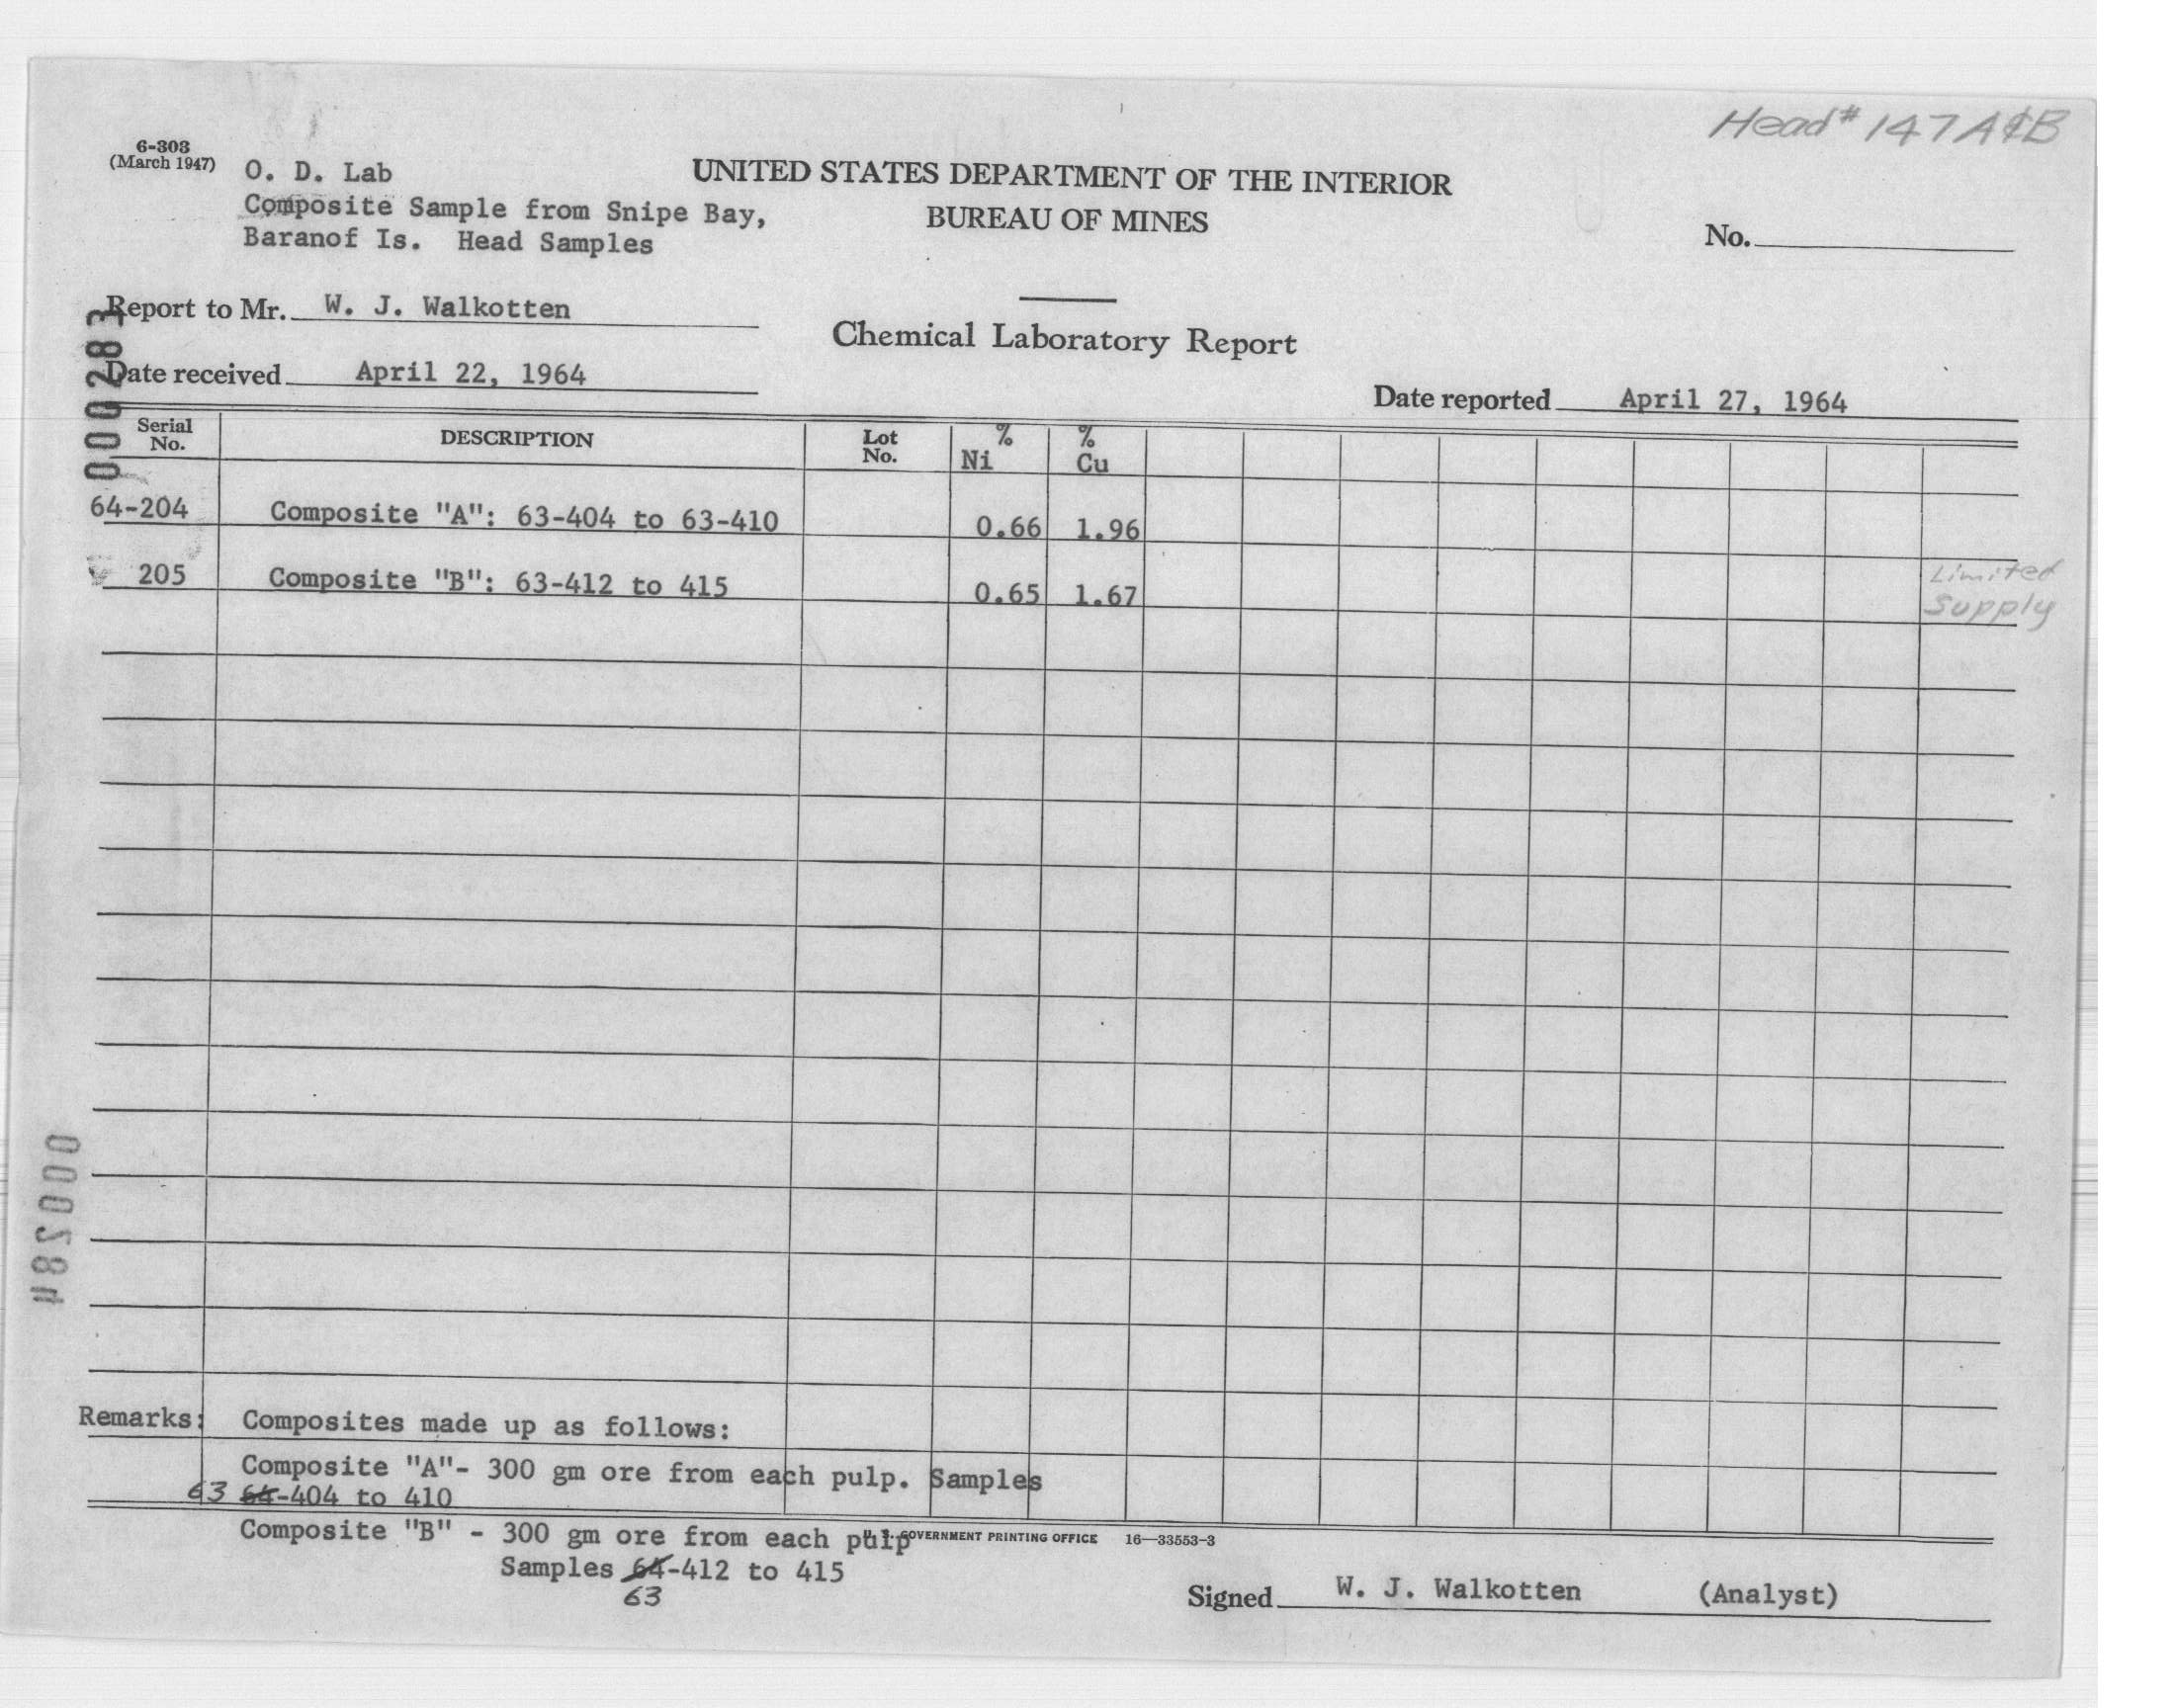 Head # 147 A&B
6-303
(March 1947)
O. D. Lab
Composite Sample from Snipe Bay,
Baranof Is. Head Samples
UNITED STATES DEPARTMENT OF THE INTERIOR
BUREAU OF MINES
No.
Report to Mr. W. J. Walkotten
Chemical Laboratory Report
Date received April 22, 1964
Date reported April 27, 1964
000283
Serial No. DESCRIPTION Lot No. % Ni % Cu
64-204 Composite "A": 63-404 to 63-410 0.66 1.96
205 Composite "B": 63-412 to 415 0.65 1.67 Limited Supply
000284
Remarks: Composites made up as follows:
Composite "A"- 300 gm ore from each pulp. Samples
63 64-404 to 410
Composite "B" - 300 gm ore from each pulp
U. S. GOVERNMENT PRINTING OFFICE 16—33553-3
Samples 64-412 to 415
63
Signed W. J. Walkotten (Analyst)